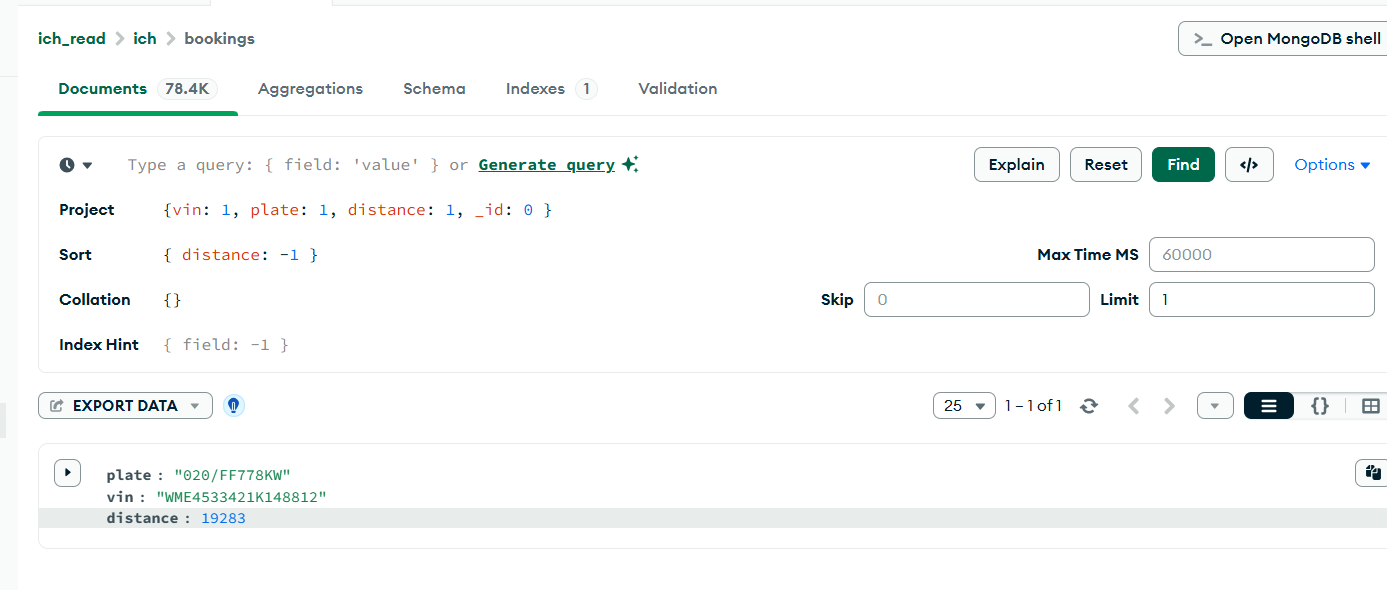 ich_read > ich > bookings
>_ Open MongoDB shell
Documents 78.4K Aggregations Schema Indexes 1 Validation
Type a query: { field: 'value' } or Generate query
Explain Reset Find </> Options
Project {vin: 1, plate: 1, distance: 1, _id: 0 }
Sort { distance: -1 }
Max Time MS 60000
Collation {}
Skip 0 Limit 1
Index Hint { field: -1 }
EXPORT DATA
25 1 – 1 of 1
{}
plate : "020/FF778KW"
vin : "WME4533421K148812"
distance : 19283